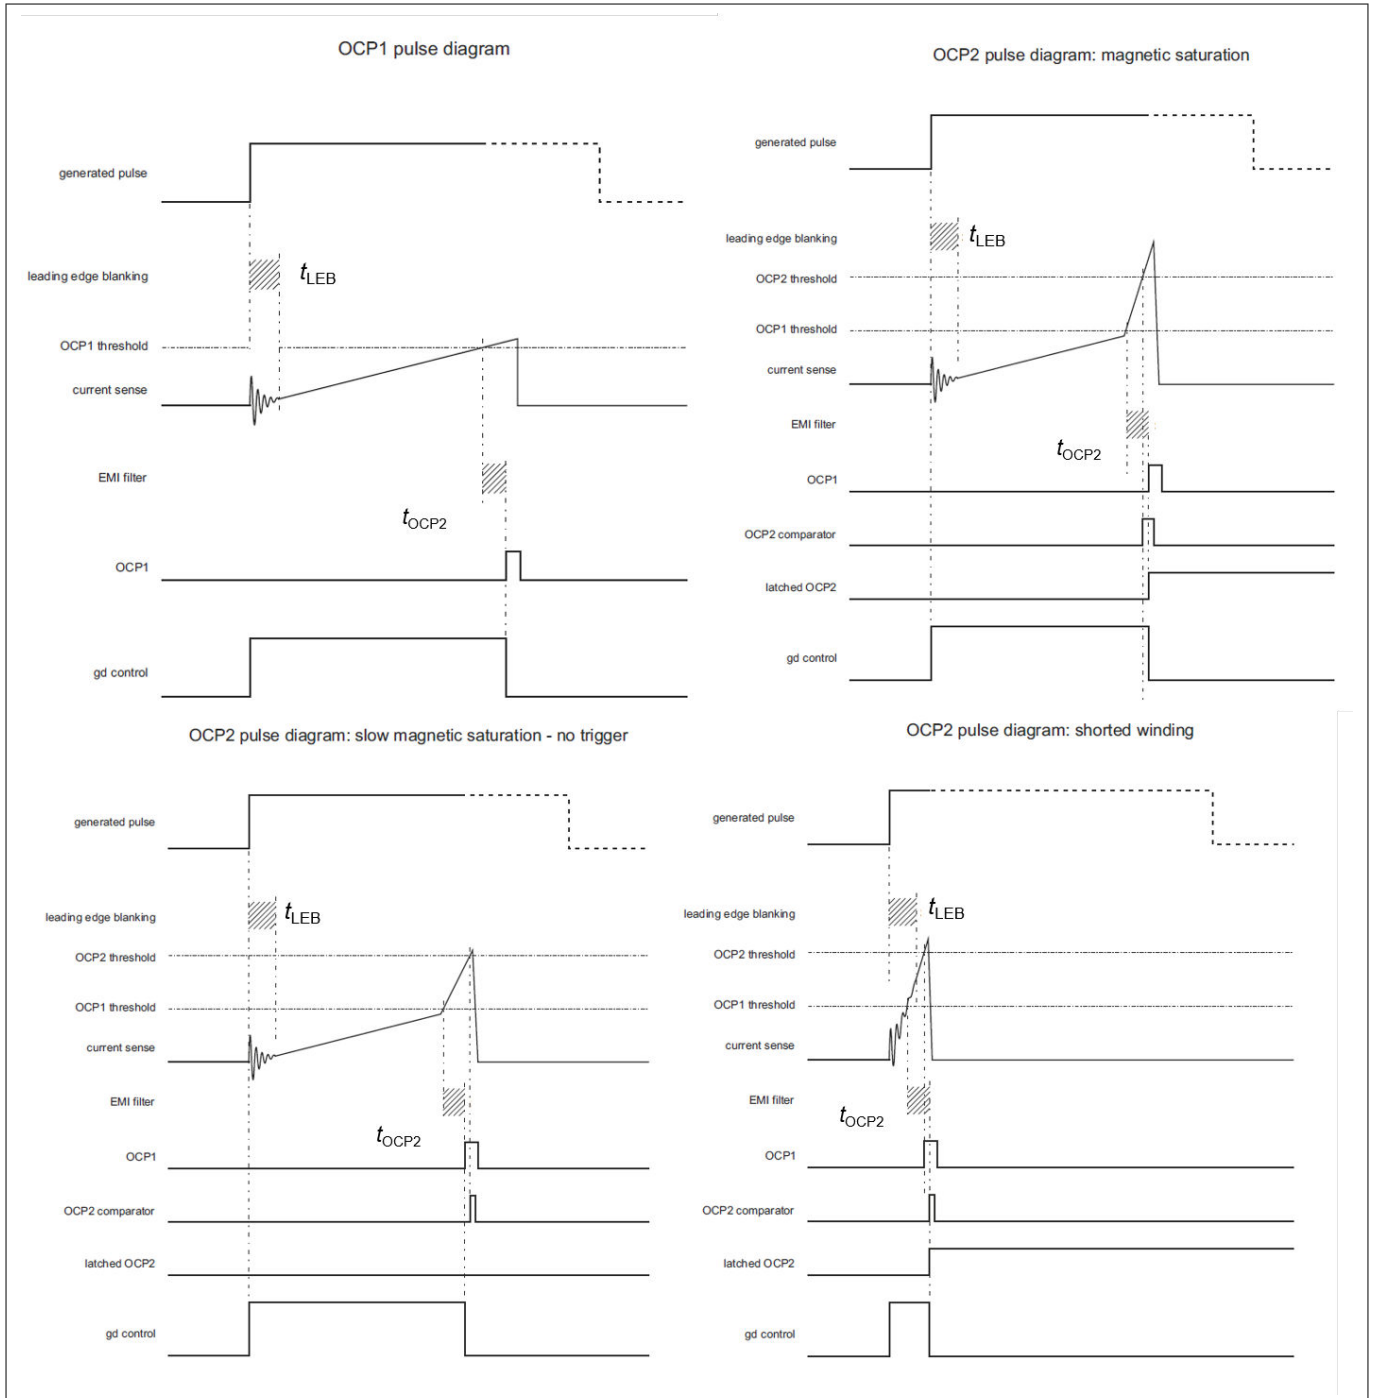 OCP1 pulse diagram
generated pulse
leading edge blanking
tLEB
OCP1 threshold
current sense
EMI filter
tOCP2
OCP1
gd control
OCP2 pulse diagram: magnetic saturation
generated pulse
leading edge blanking
tLEB
OCP2 threshold
OCP1 threshold
current sense
EMI filter
tOCP2
OCP1
OCP2 comparator
latched OCP2
gd control
OCP2 pulse diagram: slow magnetic saturation - no trigger
generated pulse
leading edge blanking
tLEB
OCP2 threshold
OCP1 threshold
current sense
EMI filter
tOCP2
OCP1
OCP2 comparator
latched OCP2
gd control
OCP2 pulse diagram: shorted winding
generated pulse
leading edge blanking
tLEB
OCP2 threshold
OCP1 threshold
current sense
EMI filter
tOCP2
OCP1
OCP2 comparator
latched OCP2
gd control